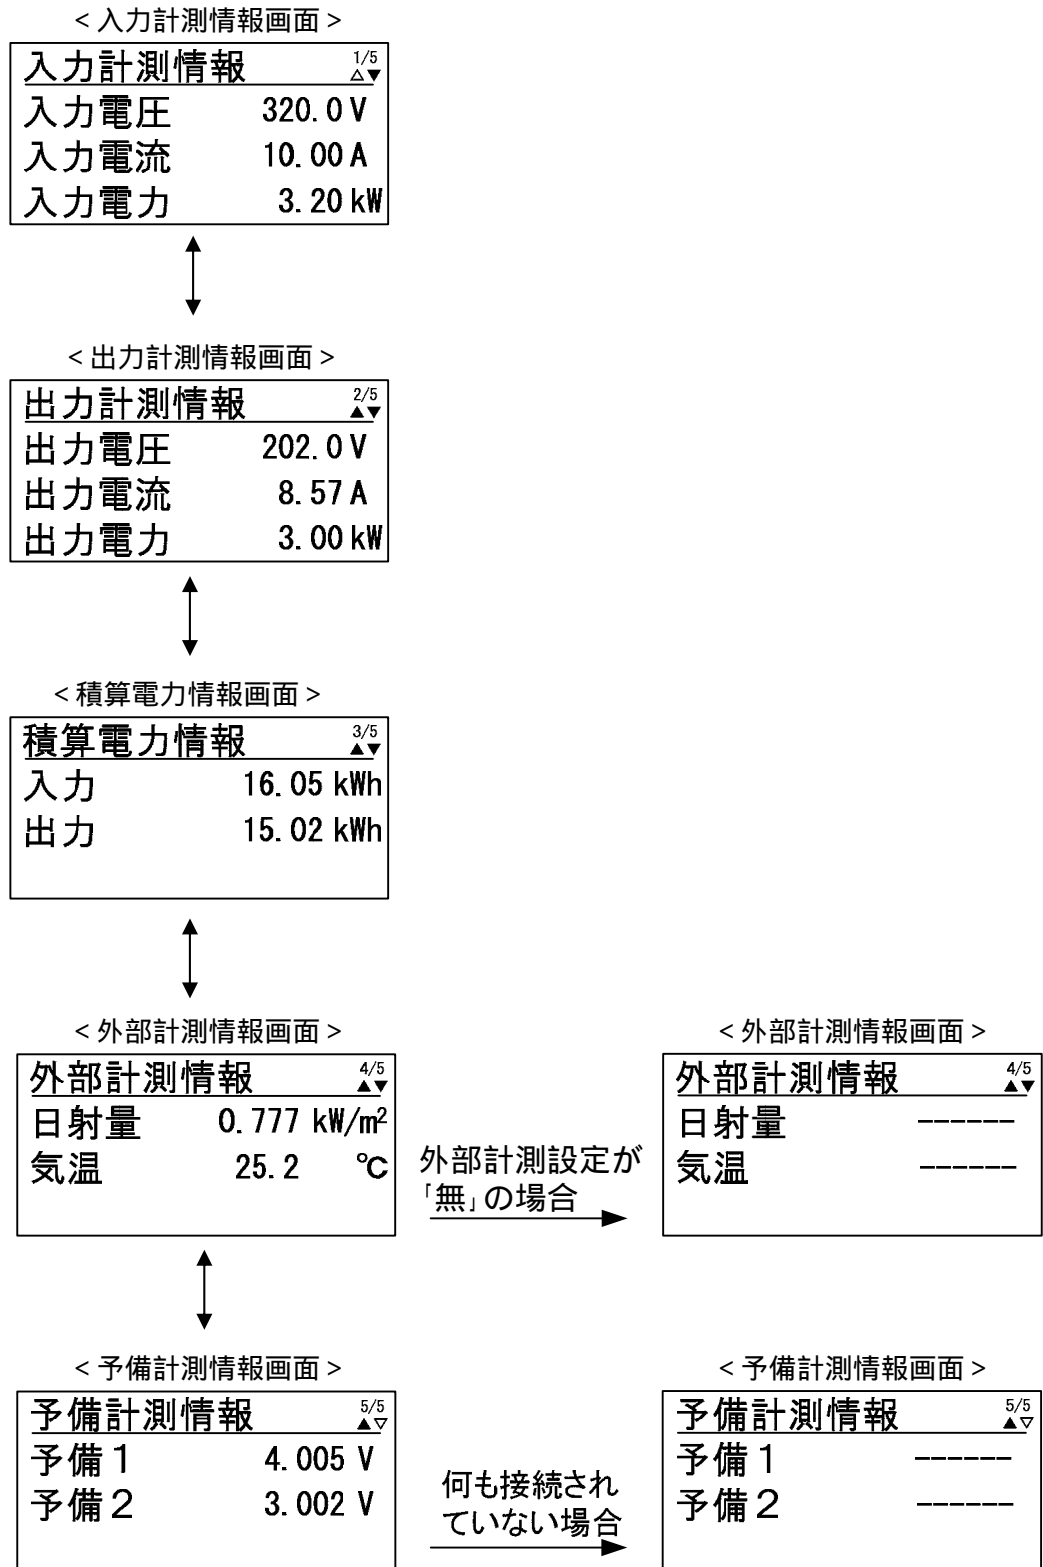 <入力計測情報画面>
入力計測情報 1/5
△▼
入力電圧 320.0 V
入力電流 10.00 A
入力電力 3.20 kW
<出力計測情報画面>
出力計測情報 2/5
▲▼
出力電圧 202.0 V
出力電流 8.57 A
出力電力 3.00 kW
<積算電力情報画面>
積算電力情報 3/5
▲▼
入力 16.05 kWh
出力 15.02 kWh
<外部計測情報画面>
外部計測情報 4/5
▲▼
日射量 0.777 kW/m²
気温 25.2 ℃
外部計測設定が
「無」の場合
<外部計測情報画面>
外部計測情報 4/5
▲▼
日射量 ------
気温 ------
<予備計測情報画面>
予備計測情報 5/5
▲▽
予備1 4.005 V
予備2 3.002 V
何も接続され
ていない場合
<予備計測情報画面>
予備計測情報 5/5
▲▽
予備1 ------
予備2 ------